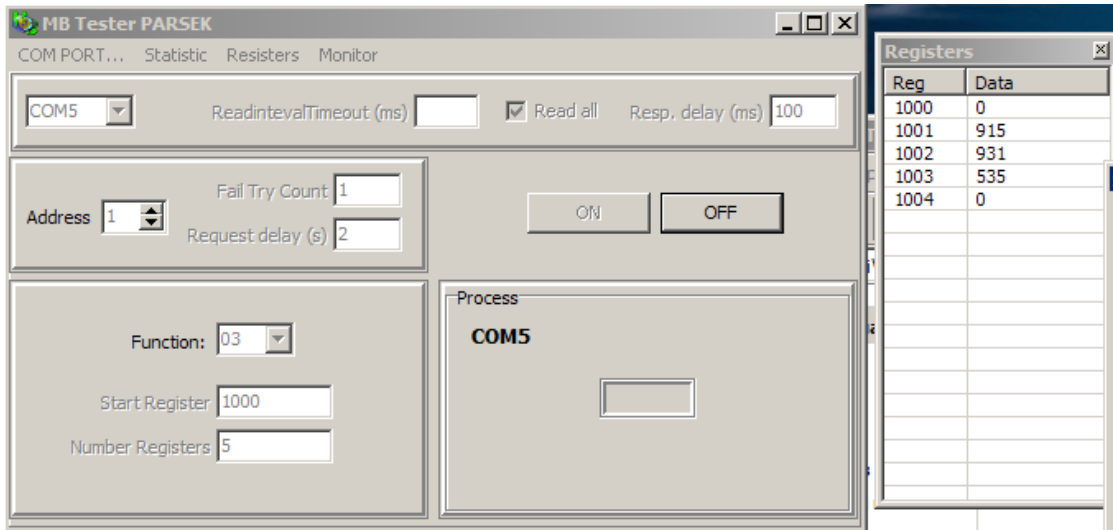 MB Tester PARSEK
COM PORT... Statistic Resisters Monitor
COM5 ReadintevalTimeout (ms) Read all Resp. delay (ms) 100
Fail Try Count 1
Address 1
Request delay (s) 2
ON OFF
Function: 03
Start Register 1000
Number Registers 5
Process
COM5
Registers
Reg Data
1000 0
1001 915
1002 931
1003 535
1004 0